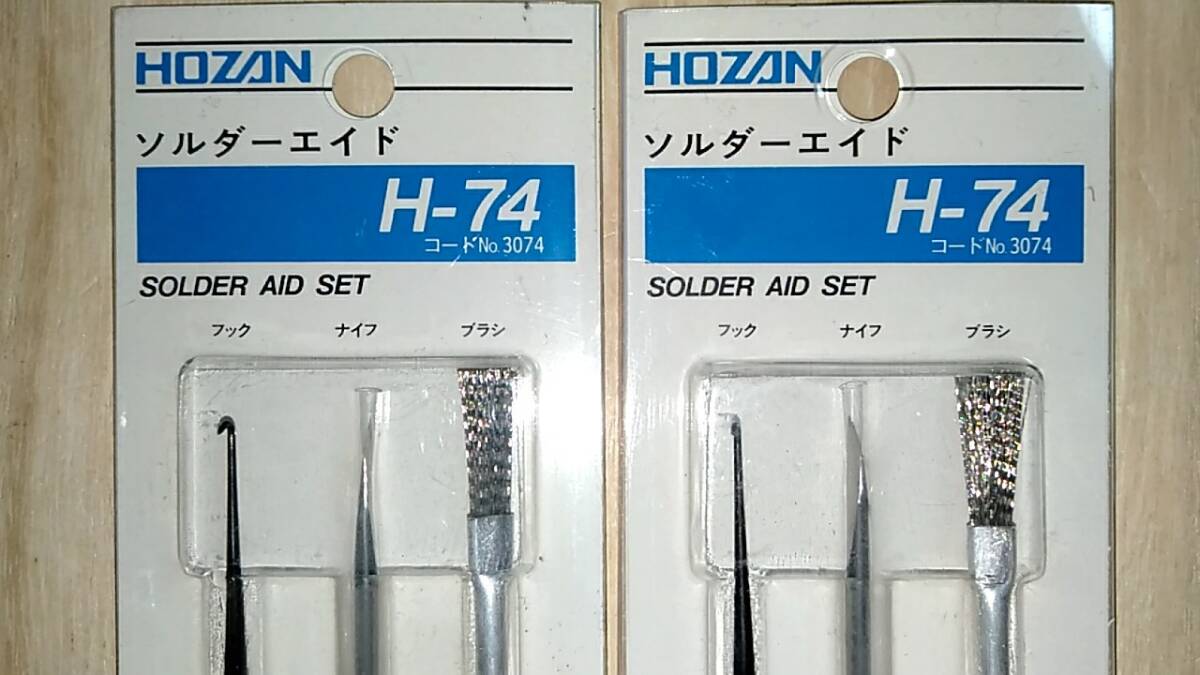 HOZAN
ソルダーエイド
H-74
コードNo.3074
SOLDER AID SET
フック ナイフ ブラシ
HOZAN
ソルダーエイド
H-74
コードNo.3074
SOLDER AID SET
フック ナイフ ブラシ